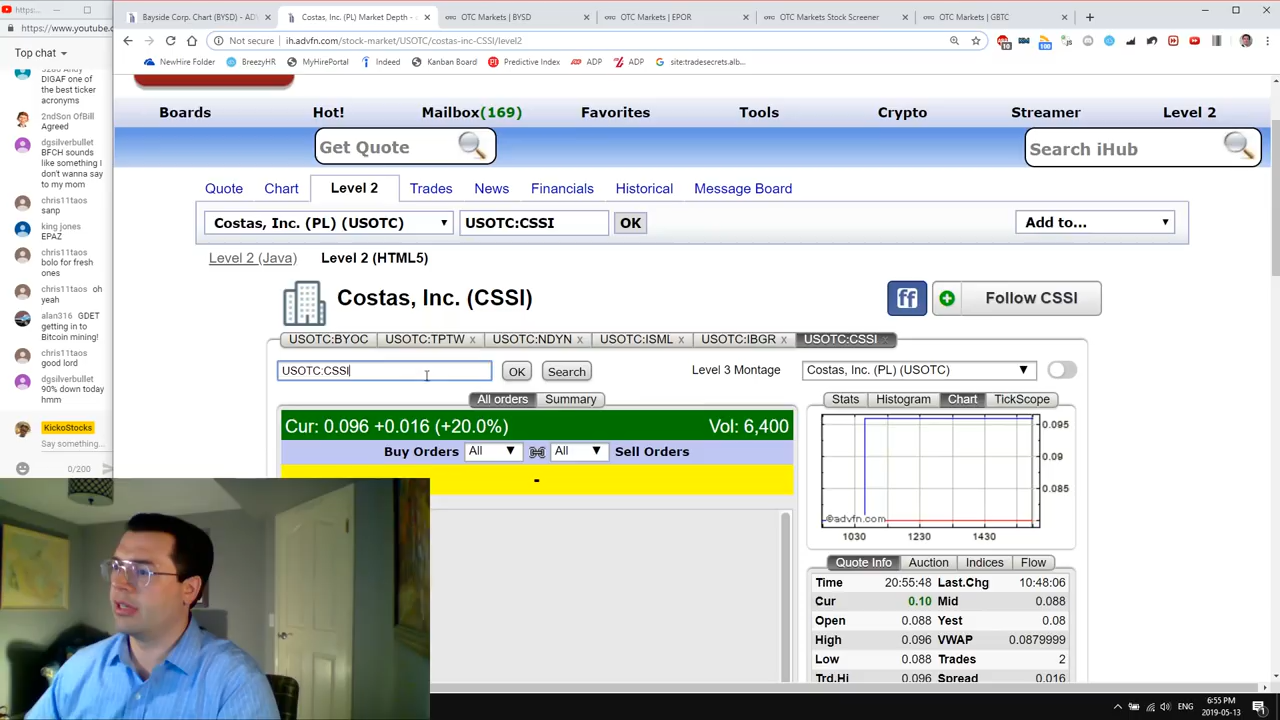 https:...
https://www.youtube.c
Top chat
DIGAF one of
the best ticker
acronyms
2ndSon OfBill
Agreed
dgsilverbullet
BFCH sounds
like something I
don't wanna say
to my mom
chris11taos
sanp
king jones
EPAZ
chris11taos
bolo for fresh
ones
chris11taos oh
yeah
alan316 GDET
getting in to
Bitcoin mining!
chris11taos
good lord
dgsilverbullet
90% down today
hmm
KickoStocks
Say something...
0/200
Bayside Corp. Chart (BYSD) - AD
Costas, Inc. (PL) Market Depth -
OTC Markets | BYSD
OTC Markets | EPOR
OTC Markets Stock Screener
OTC Markets | GBTC
Not secure ih.advfn.com/stock-market/USOTC/costas-inc-CSSI/level2
NewHire Folder BreezyHR MyHirePortal Indeed Kanban Board Predictive Index ADP ADP site:tradesecrets.alb...
Boards Hot! Mailbox(169) Favorites Tools Crypto Streamer Level 2
Get Quote
Search iHub
Quote Chart Level 2 Trades News Financials Historical Message Board
Costas, Inc. (PL) (USOTC) USOTC:CSSI OK Add to...
Level 2 (Java) Level 2 (HTML5)
Costas, Inc. (CSSI)
Follow CSSI
USOTC:BYOC USOTC:TPTW x USOTC:NDYN x USOTC:ISML x USOTC:IBGR x USOTC:CSSI x
USOTC:CSSI OK Search Level 3 Montage Costas, Inc. (PL) (USOTC)
All orders Summary
Stats Histogram Chart TickScope
Cur: 0.096 +0.016 (+20.0%) Vol: 6,400
Buy Orders All All Sell Orders
-
0.095
0.09
0.085
©advfn.com
1030 1230 1430
Quote Info Auction Indices Flow
Time 20:55:48 Last.Chg 10:48:06
Cur 0.10 Mid 0.088
Open 0.088 Yest 0.08
High 0.096 VWAP 0.0879999
Low 0.088 Trades 2
Trd.Hi 0.096 Spread 0.016
ENG
6:55 PM
2019-05-13